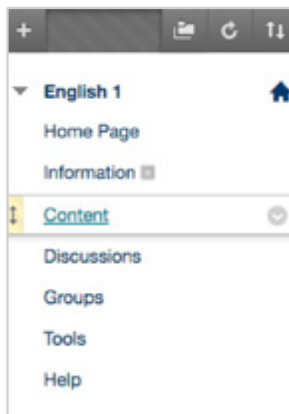 English 1
Home Page
Information
Content
Discussions
Groups
Tools
Help